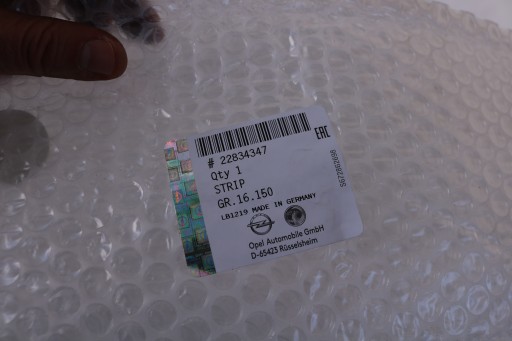 # 22834347
EAC
Qty 1
STRIP
GR.16.150
LB1219 MADE IN GERMANY
Opel Automobile GmbH
D-65423 Rüsselsheim